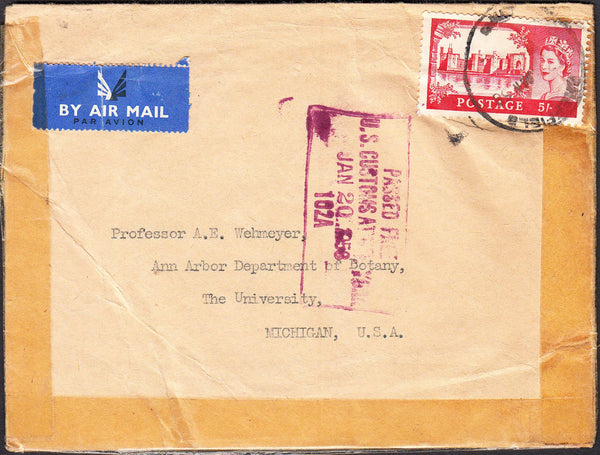 BY AIR MAIL
PAR AVION
POSTAGE 5/-
PASSED
U.S. CUSTOMS AT
JAN 20 1958
102A
Professor A.E. Wehmeyer,
Ann Arbor Department of Botany,
The University,
MICHIGAN, U.S.A.